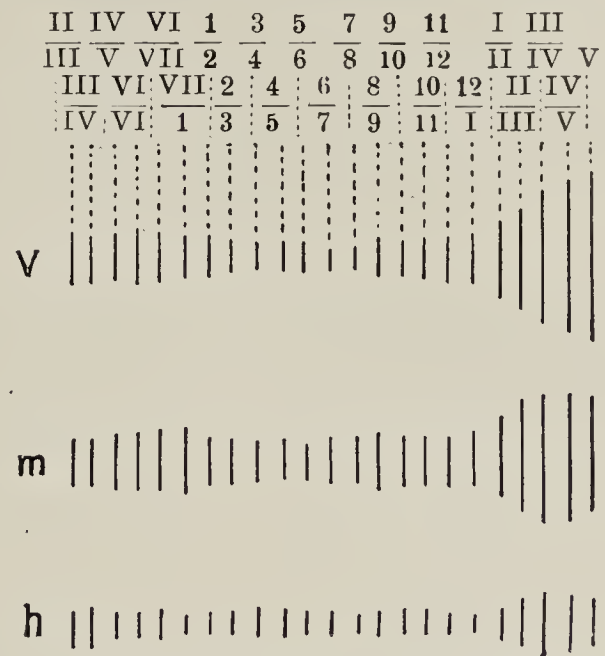 II IV VI 1 3 5 7 9 11 I III
III V VII 2 4 6 8 10 12 II IV V
III VI VII 2 4 6 8 10 12 II IV
IV VI 1 3 5 7 9 11 I III V
V
m
h